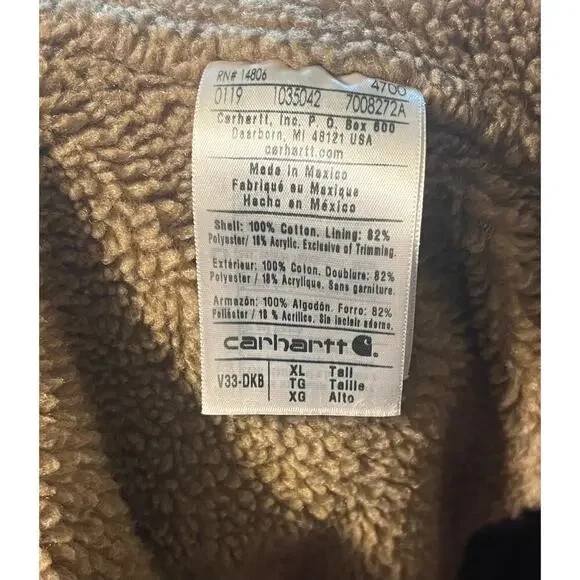 RN# 14806 4700
0119 1035042 7008272A
Carhartt, Inc. P. O. Box 600
Dearborn, MI 48121 USA
carhartt.com
Made in Mexico
Fabriqué au Mexique
Hecho en México
Shell: 100% Cotton. Lining: 82%
Polyester/ 18% Acrylic. Exclusive of Trimming.
Extérieur: 100% Coton. Doublure: 82%
Polyester/ 18% Acrylique. Sans garniture.
Armazón: 100% Algodón. Forro: 82%
Poliéster/ 18 % Acrílico. Sin incluir adorno.
carhartt
V33-DKB XL Tall
TG Taille
XG Alto